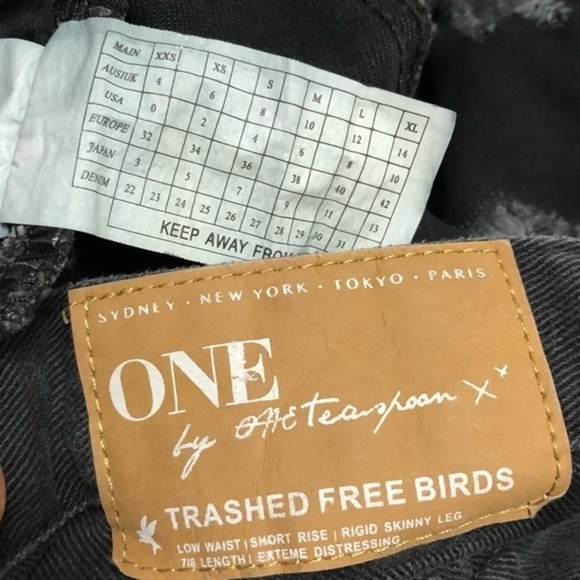 MAIN XXS XS S M L XL
AUS/UK 4 6 8 10 12 14
USA 0 2 4 6 8 10
EUROPE 32 34 36 38 40 42
JAPAN 3 5 7 9 11 13
DENIM 22 23 24 25 26 27 28 29 30 31
KEEP AWAY FROM
SYDNEY · NEW YORK · TOKYO · PARIS
ONE
by ONE teaspoon X Y
TRASHED FREE BIRDS
LOW WAIST | SHORT RISE | RIGID SKINNY LEG
7/8 LENGTH | EXTEME DISTRESSING